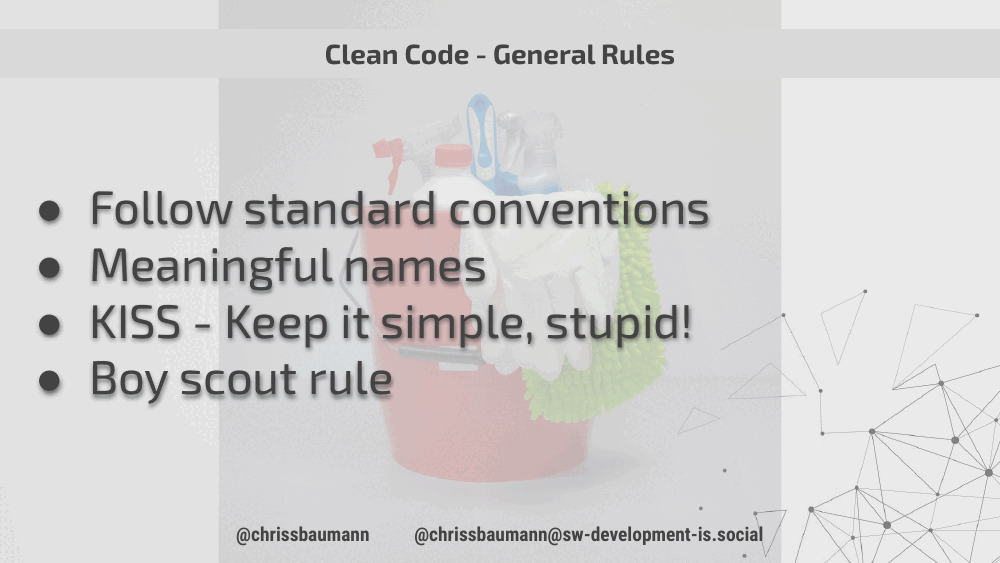 Clean Code - General Rules
● Follow standard conventions
● Meaningful names
● KISS - Keep it simple, stupid!
● Boy scout rule
@chrissbaumann @chrissbaumann@sw-development-is.social